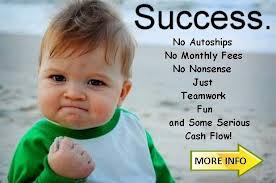 Success.
No Autoships
No Monthly Fees
No Nonsense
Just
Teamwork
Fun
and Some Serious
Cash Flow!
MORE INFO